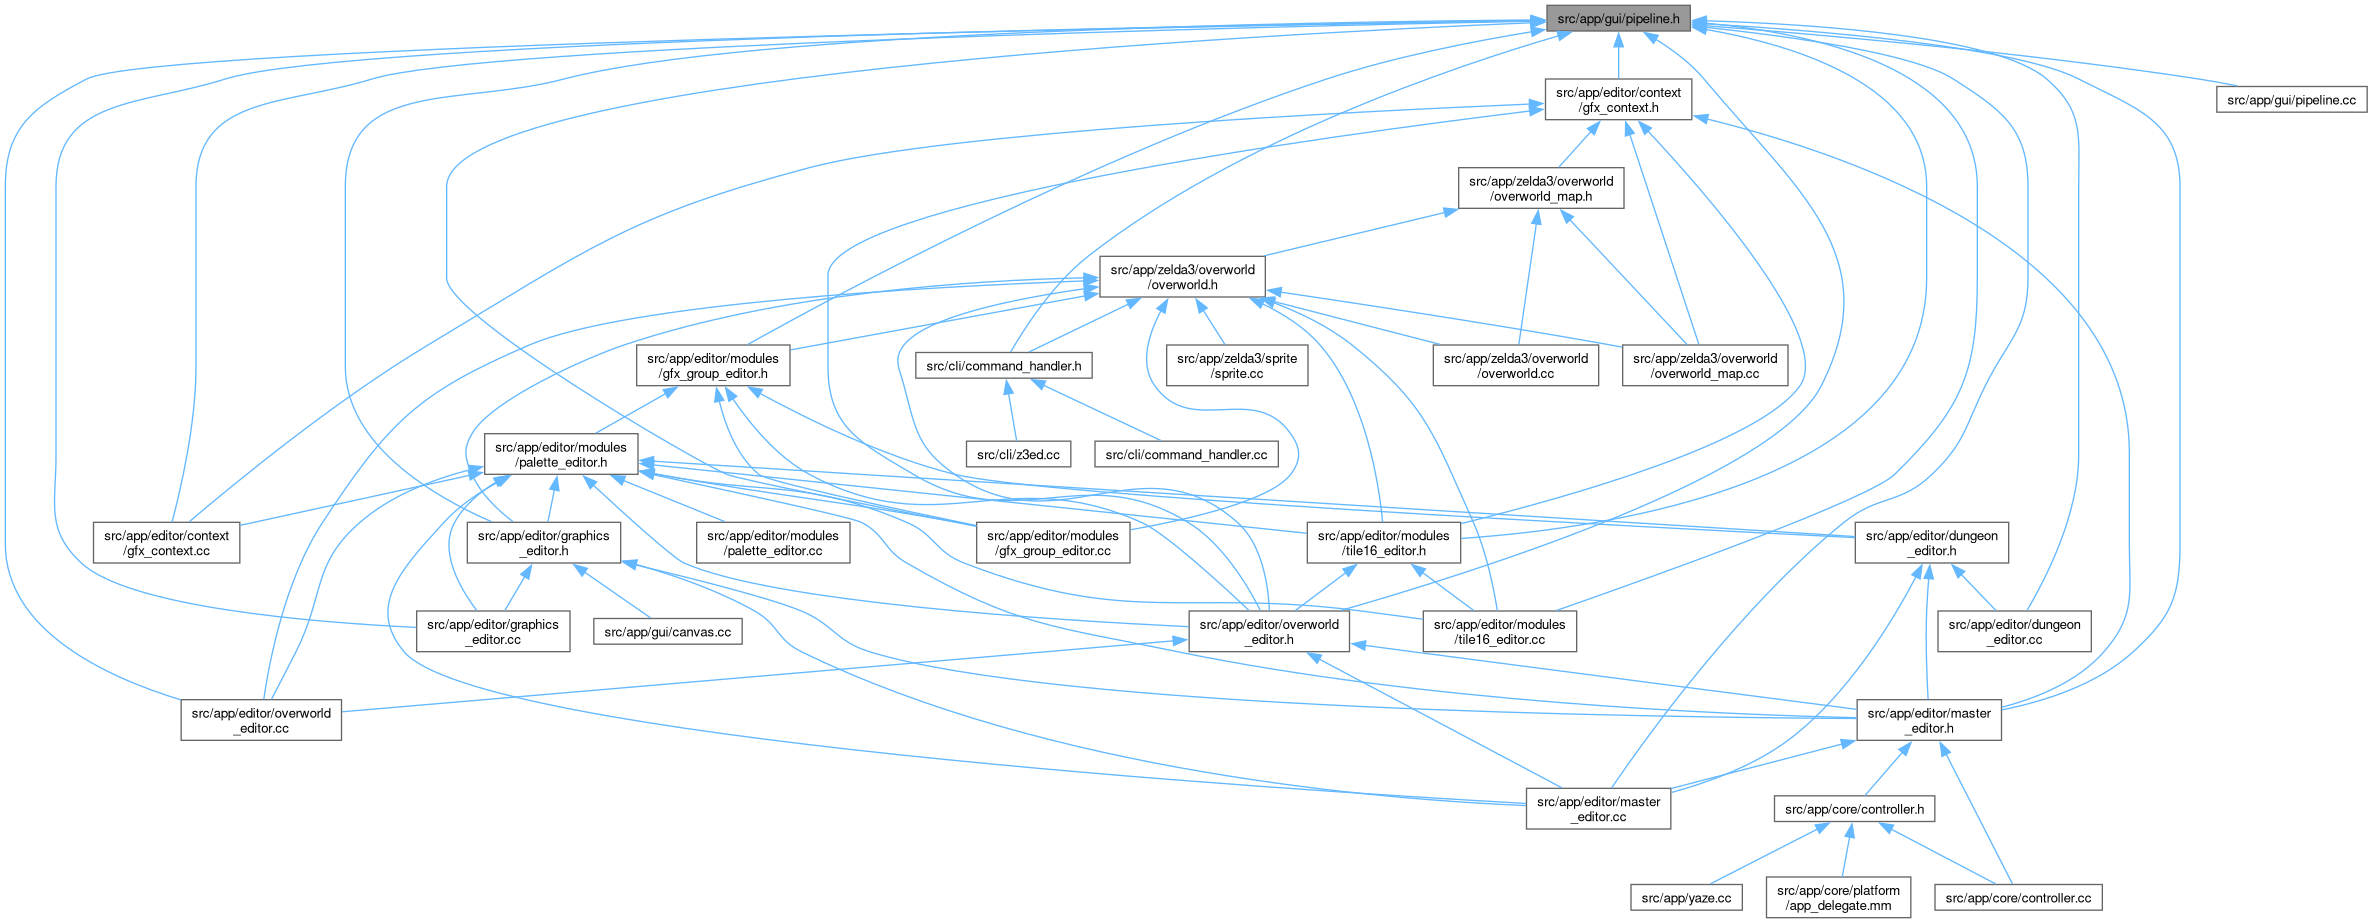 src/app/gui/pipeline.h
src/app/editor/context
/gfx_context.h
src/app/gui/pipeline.cc
src/app/zelda3/overworld
/overworld_map.h
src/app/zelda3/overworld
/overworld.h
src/app/editor/modules
/gfx_group_editor.h
src/cli/command_handler.h
src/app/zelda3/sprite
/sprite.cc
src/app/zelda3/overworld
/overworld.cc
src/app/zelda3/overworld
/overworld_map.cc
src/app/editor/modules
/palette_editor.h
src/cli/z3ed.cc
src/cli/command_handler.cc
src/app/editor/context
/gfx_context.cc
src/app/editor/graphics
_editor.h
src/app/editor/modules
/palette_editor.cc
src/app/editor/modules
/gfx_group_editor.cc
src/app/editor/modules
/tile16_editor.h
src/app/editor/dungeon
_editor.h
src/app/editor/graphics
_editor.cc
src/app/gui/canvas.cc
src/app/editor/overworld
_editor.h
src/app/editor/modules
/tile16_editor.cc
src/app/editor/dungeon
_editor.cc
src/app/editor/overworld
_editor.cc
src/app/editor/master
_editor.h
src/app/editor/master
_editor.cc
src/app/core/controller.h
src/app/yaze.cc
src/app/core/platform
/app_delegate.mm
src/app/core/controller.cc